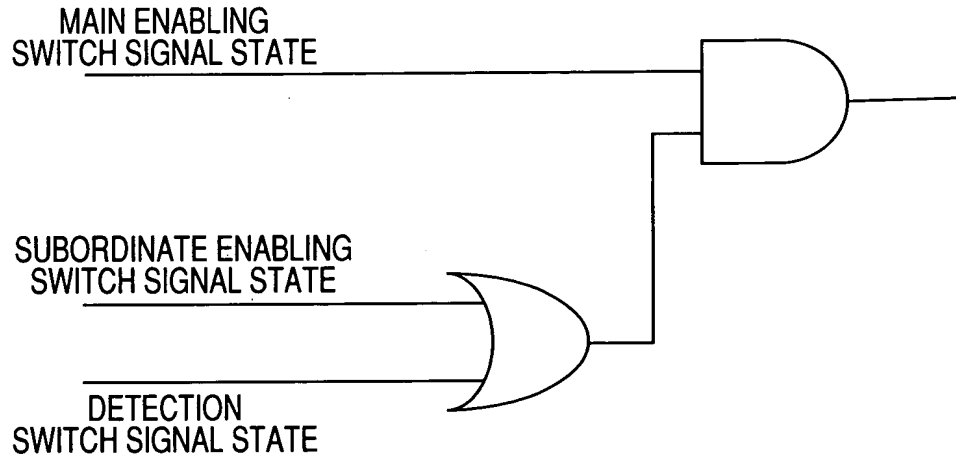 MAIN ENABLING
SWITCH SIGNAL STATE
SUBORDINATE ENABLING
SWITCH SIGNAL STATE
DETECTION
SWITCH SIGNAL STATE